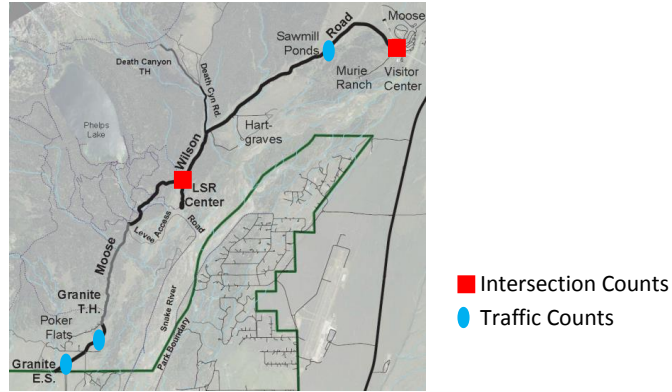 Moose
Road
Sawmill
Ponds
Murie
Ranch
Visitor
Center
Death Canyon
TH
Death Cyn Rd.
Phelps
Lake
Hart-
graves
Wilson
LSR
Center
Levee Access
Road
Moose
Snake River
Park Boundary
Granite
T.H.
Poker
Flats
Granite
E.S.
Intersection Counts
Traffic Counts